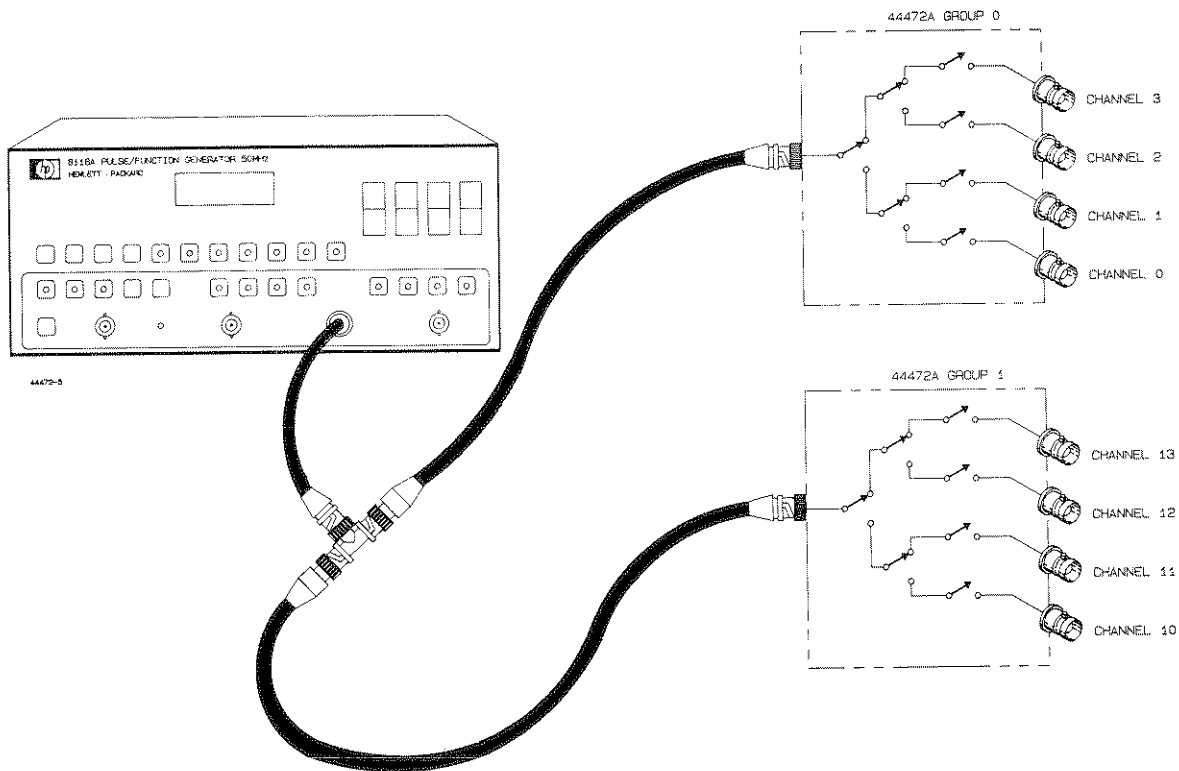 44472A GROUP 0
CHANNEL 3
CHANNEL 2
CHANNEL 1
CHANNEL 0
hp
8116A PULSE/FUNCTION GENERATOR 50MHz
HEWLETT-PACKARD
44472-5
44472A GROUP 1
CHANNEL 13
CHANNEL 12
CHANNEL 11
CHANNEL 10